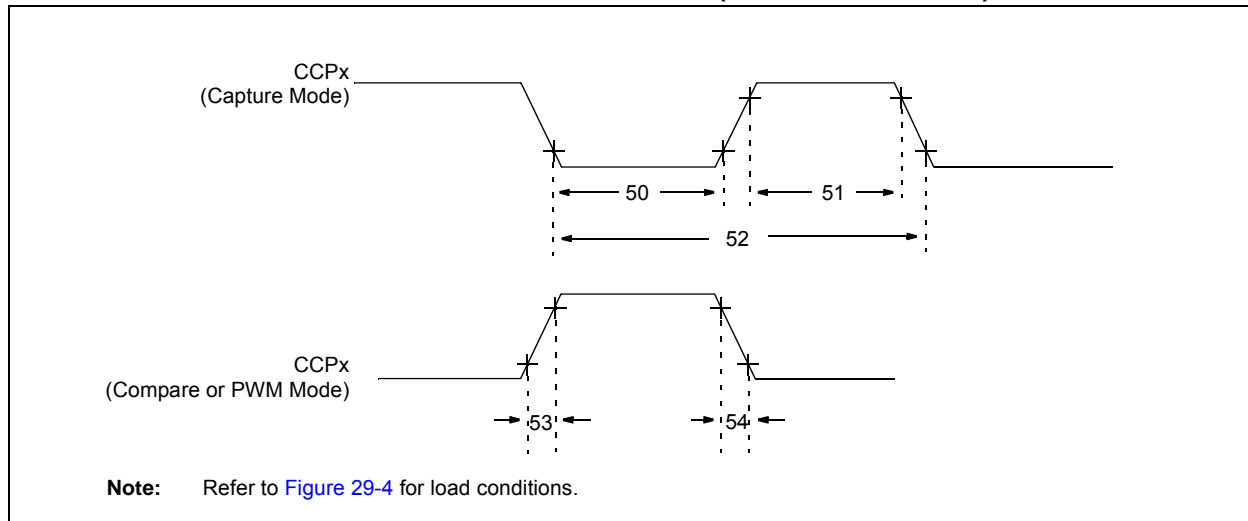 CCPx
(Capture Mode)
50
51
52
CCPx
(Compare or PWM Mode)
53
54
Note: Refer to Figure 29-4 for load conditions.